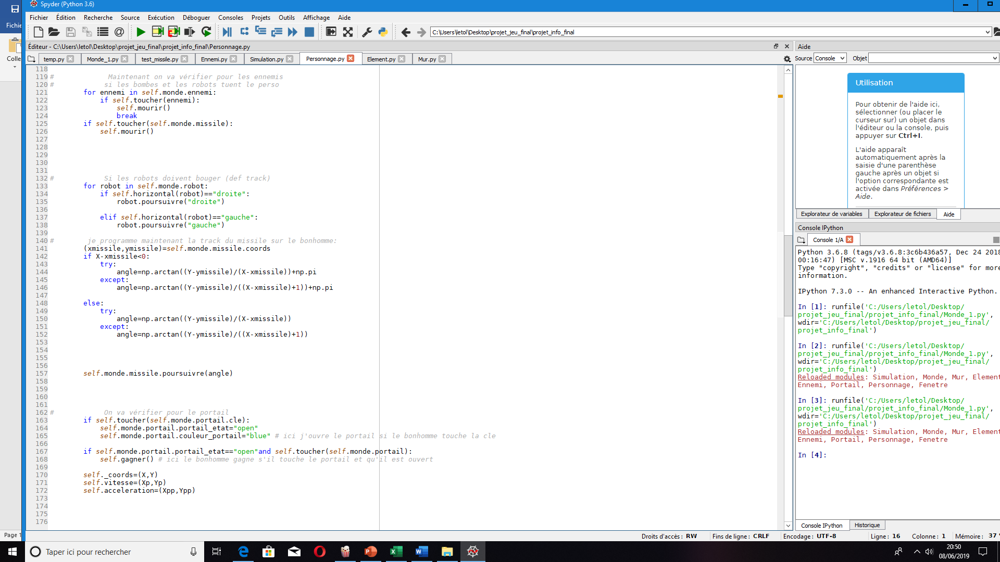 Spyder (Python 3.6)
Fichie
Fichier Édition Recherche Source Exécution Déboguer Consoles Projets Outils Affichage Aide
C:\Users\letol\Desktop\projet_jeu_final\projet_info_final
Éditeur - C:\Users\letol\Desktop\projet_jeu_final\projet_info_final\Personnage.py
Colle
temp.py Monde_1.py test_missile.py Ennemi.py Simulation.py Personnage.py Element.py Mur.py
118
119 # Maintenant on va vérifier pour les ennemis
120 # si les bombes et les robots tuent le perso
121 for ennemi in self.monde.ennemi:
122 if self.toucher(ennemi):
123 self.mourir()
124 break
125 if self.toucher(self.monde.missile):
126 self.mourir()
127
128
129
130
131
132 # Si les robots doivent bouger (def track)
133 for robot in self.monde.robot:
134 if self.horizontal(robot)=="droite":
135 robot.poursuivre("droite")
136
137 elif self.horizontal(robot)=="gauche":
138 robot.poursuivre("gauche")
139
140 # je programme maintenant la track du missile sur le bonhomme:
141 (xmissile,ymissile)=self.monde.missile.coords
142 if X-xmissile<0:
143 try:
144 angle=np.arctan((Y-ymissile)/(X-xmissile))+np.pi
145 except:
146 angle=np.arctan((Y-ymissile)/((X-xmissile)+1))+np.pi
147
148 else:
149 try:
150 angle=np.arctan((Y-ymissile)/(X-xmissile))
151 except:
152 angle=np.arctan((Y-ymissile)/((X-xmissile)+1))
153
154
155
156
157 self.monde.missile.poursuivre(angle)
158
159
160
161
162 # On va vérifier pour le portail
163 if self.toucher(self.monde.portail.cle):
164 self.monde.portail.portail_etat="open"
165 self.monde.portail.couleur_portail="blue" # ici j'ouvre le portail si le bonhomme touche la cle
166
167 if self.monde.portail.portail_etat=="open"and self.toucher(self.monde.portail):
168 self.gagner() # ici le bonhomme gagne s'il touche le portail et qu'il est ouvert
169
170 self._coords=(X,Y)
171 self.vitesse=(Xp,Yp)
172 self.acceleration=(Xpp,Ypp)
173
174
175
176
Aide
Source Console Objet
Utilisation
Pour obtenir de l'aide ici,
sélectionner (ou placer le
curseur sur) un objet dans
l'éditeur ou la console, puis
appuyer sur Ctrl+I.
L'aide apparaît
automatiquement après la
saisie d'une parenthèse
gauche après un objet si
l'option correspondante est
activée dans Préférences >
Aide.
Explorateur de variables Explorateur de fichiers Aide
Console IPython
Console 1/A
Python 3.6.8 (tags/v3.6.8:3c6b436a57, Dec 24 2018
00:16:47) [MSC v.1916 64 bit (AMD64)]
Type "copyright", "credits" or "license" for more
information.
IPython 7.3.0 -- An enhanced Interactive Python.
In [1]: runfile('C:/Users/letol/Desktop/
projet_jeu_final/projet_info_final/Monde_1.py',
wdir='C:/Users/letol/Desktop/projet_jeu_final/
projet_info_final')
In [2]: runfile('C:/Users/letol/Desktop/
projet_jeu_final/projet_info_final/Monde_1.py',
wdir='C:/Users/letol/Desktop/projet_jeu_final/
projet_info_final')
Reloaded modules: Simulation, Monde, Mur, Element
Ennemi, Portail, Personnage, Fenetre
In [3]: runfile('C:/Users/letol/Desktop/
projet_jeu_final/projet_info_final/Monde_1.py',
wdir='C:/Users/letol/Desktop/projet_jeu_final/
projet_info_final')
Reloaded modules: Simulation, Monde, Mur, Element
Ennemi, Portail, Personnage, Fenetre
In [4]:
Console IPython Historique
Page 1
Droits d'accès : RW Fins de ligne : CRLF Encodage : UTF-8 Ligne : 16 Colonne : 1 Mémoire : 37 %
Taper ici pour rechercher
20:50
08/06/2019